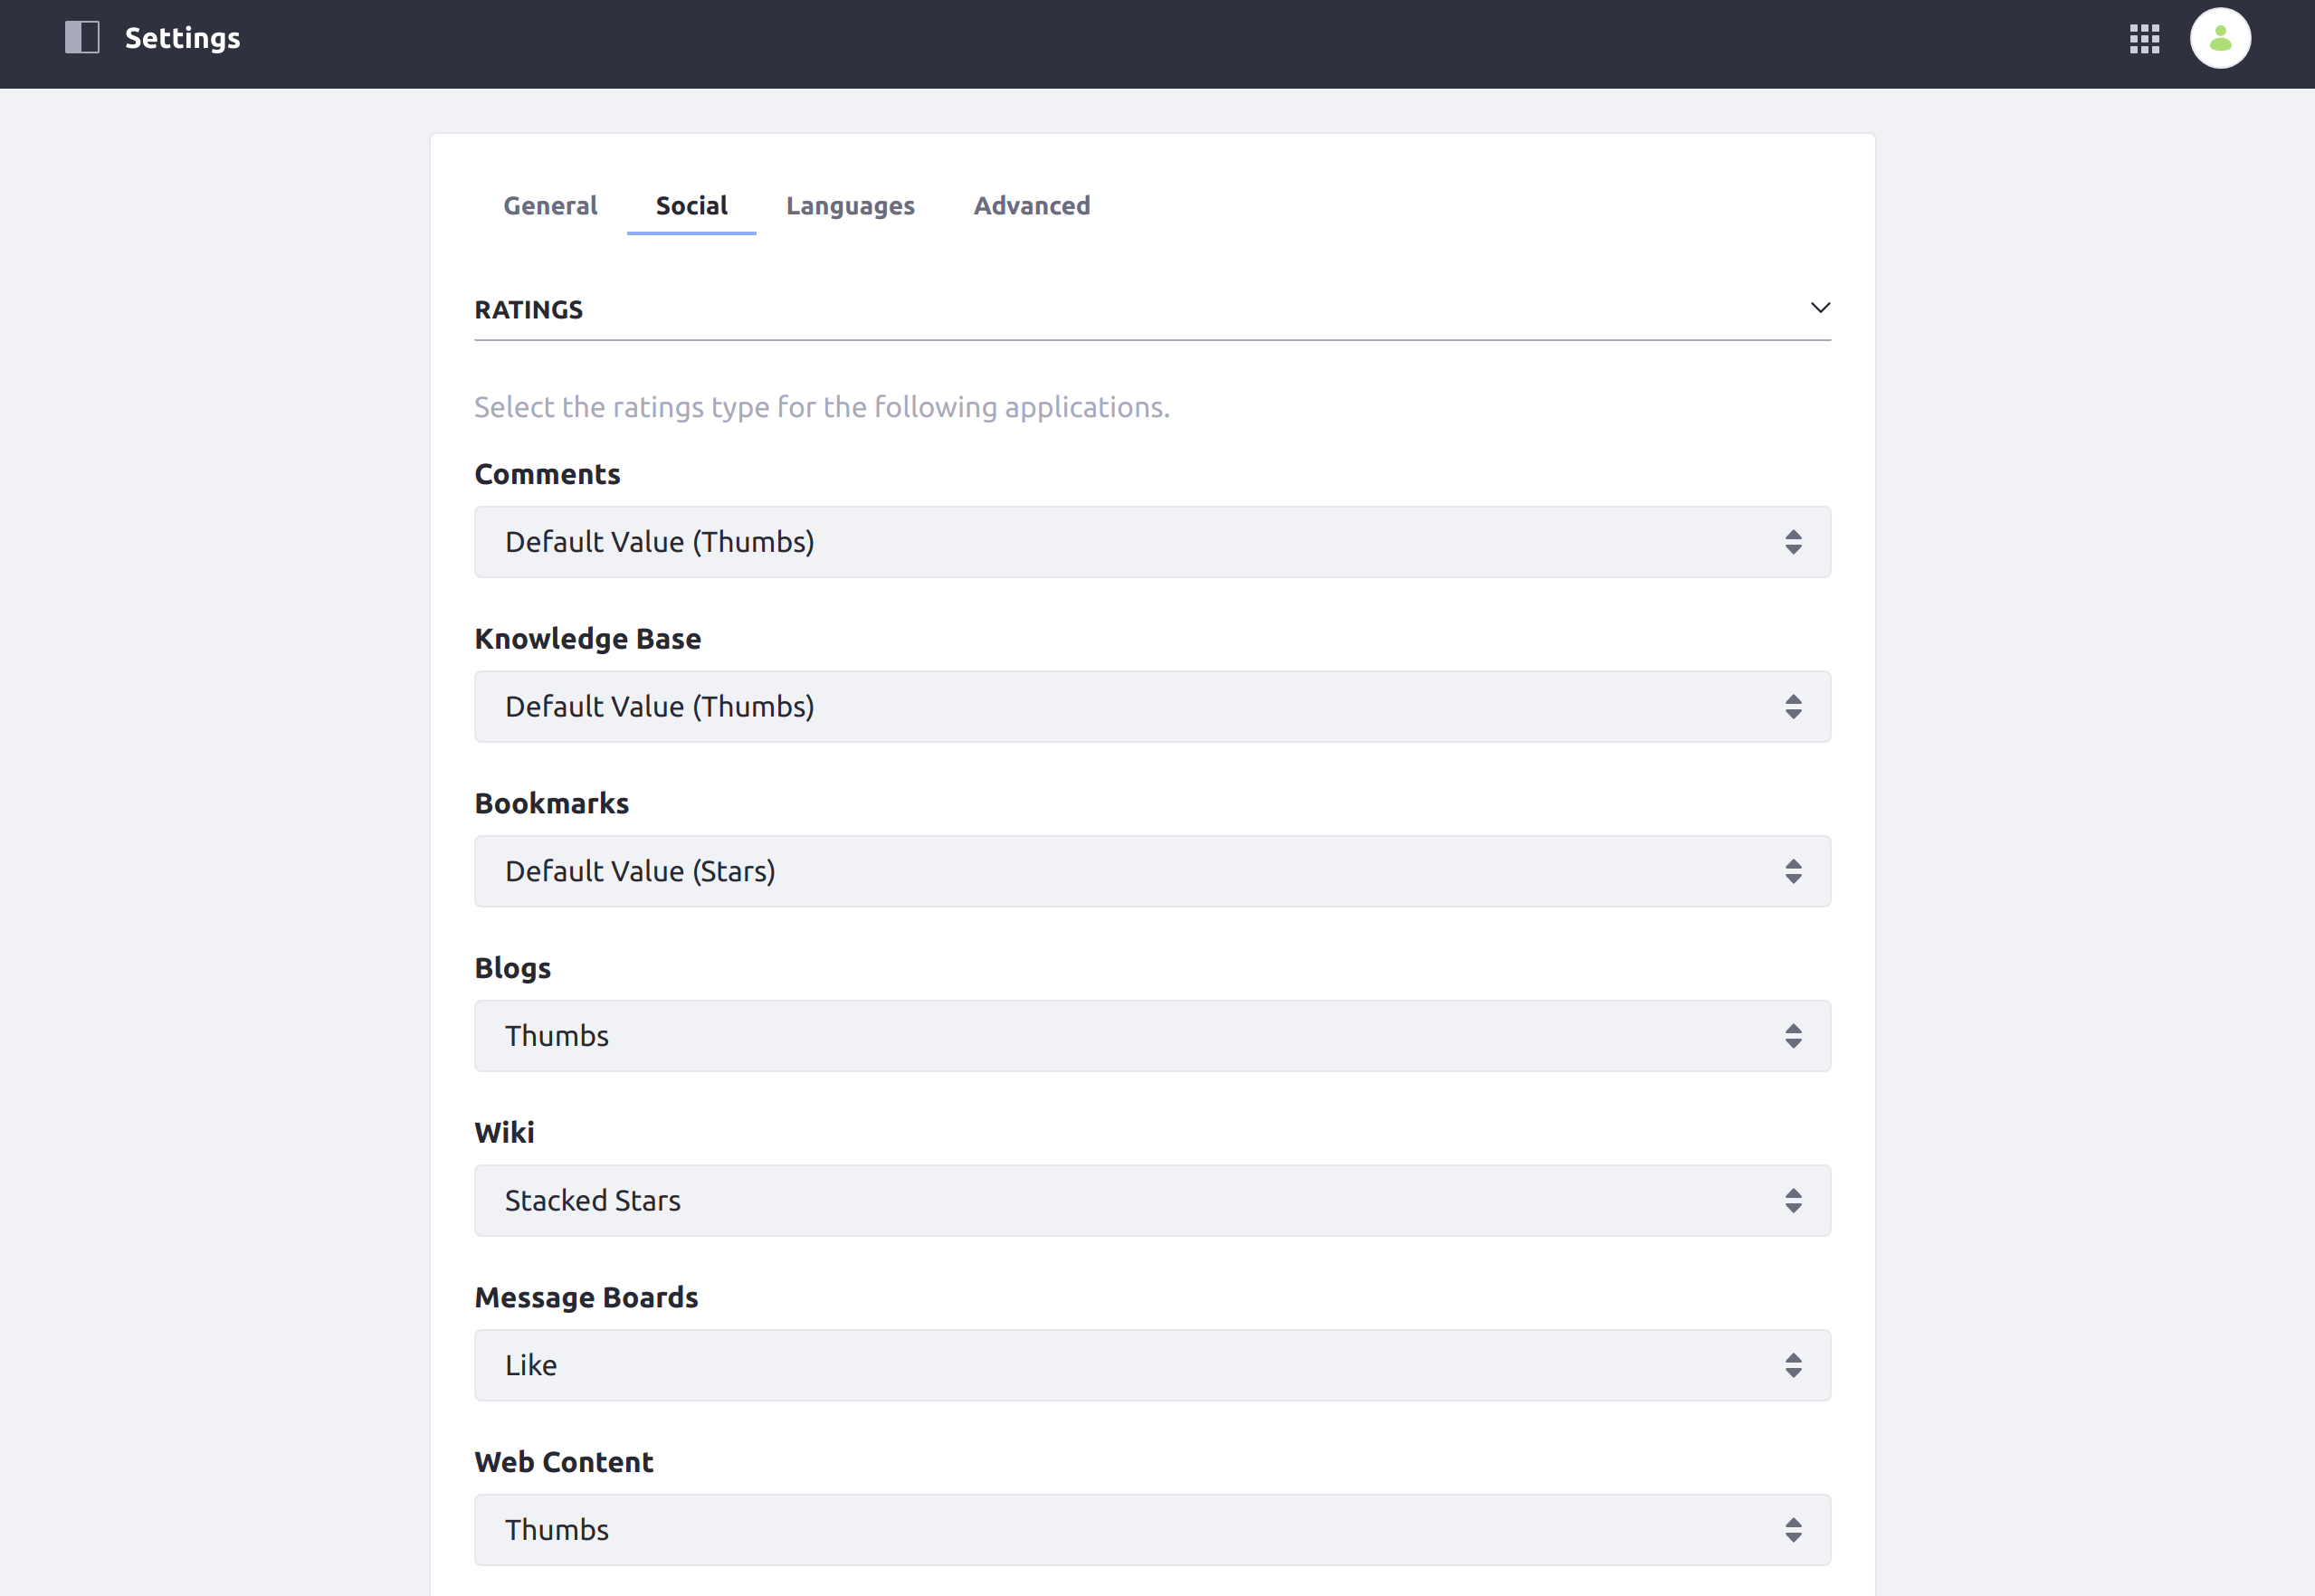 Settings
General Social Languages Advanced
RATINGS
Select the ratings type for the following applications.
Comments
Default Value (Thumbs)
Knowledge Base
Default Value (Thumbs)
Bookmarks
Default Value (Stars)
Blogs
Thumbs
Wiki
Stacked Stars
Message Boards
Like
Web Content
Thumbs